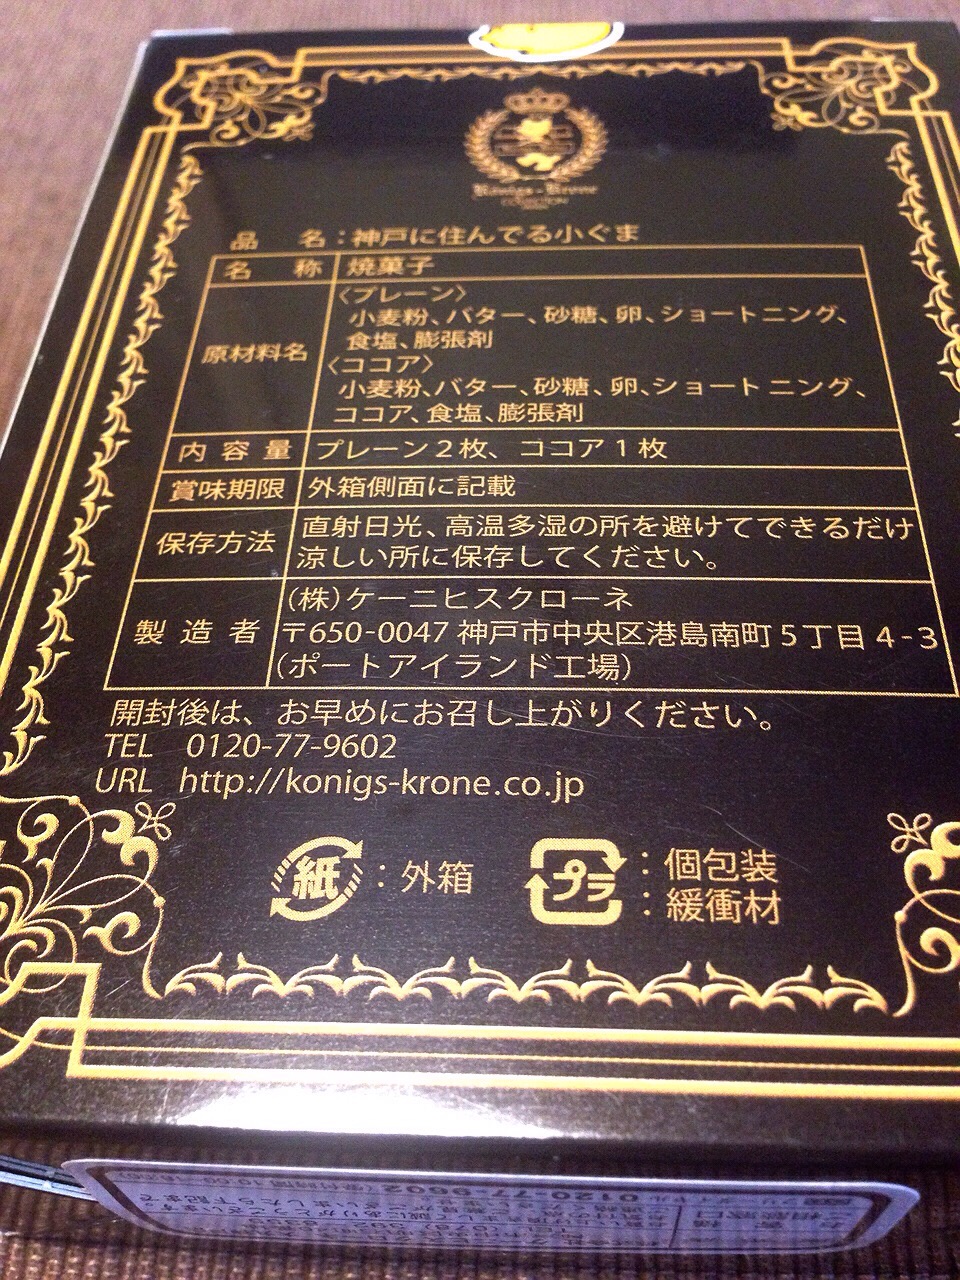 Konigs-Krone
COLLECTION
品名：神戸に住んでる小ぐま
名称 焼菓子
原材料名
〈プレーン〉
小麦粉、バター、砂糖、卵、ショートニング、
食塩、膨張剤
〈ココア〉
小麦粉、バター、砂糖、卵、ショートニング、
ココア、食塩、膨張剤
内容量 プレーン2枚、ココア1枚
賞味期限 外箱側面に記載
保存方法 直射日光、高温多湿の所を避けてできるだけ
涼しい所に保存してください。
製造者
(株)ケーニヒスクローネ
〒650-0047 神戸市中央区港島南町5丁目4-3
(ポートアイランド工場)
開封後は、お早めにお召し上がりください。
TEL 0120-77-9602
URL http://konigs-krone.co.jp
紙：外箱
プラ：個包装
：緩衝材
0120-77-9602